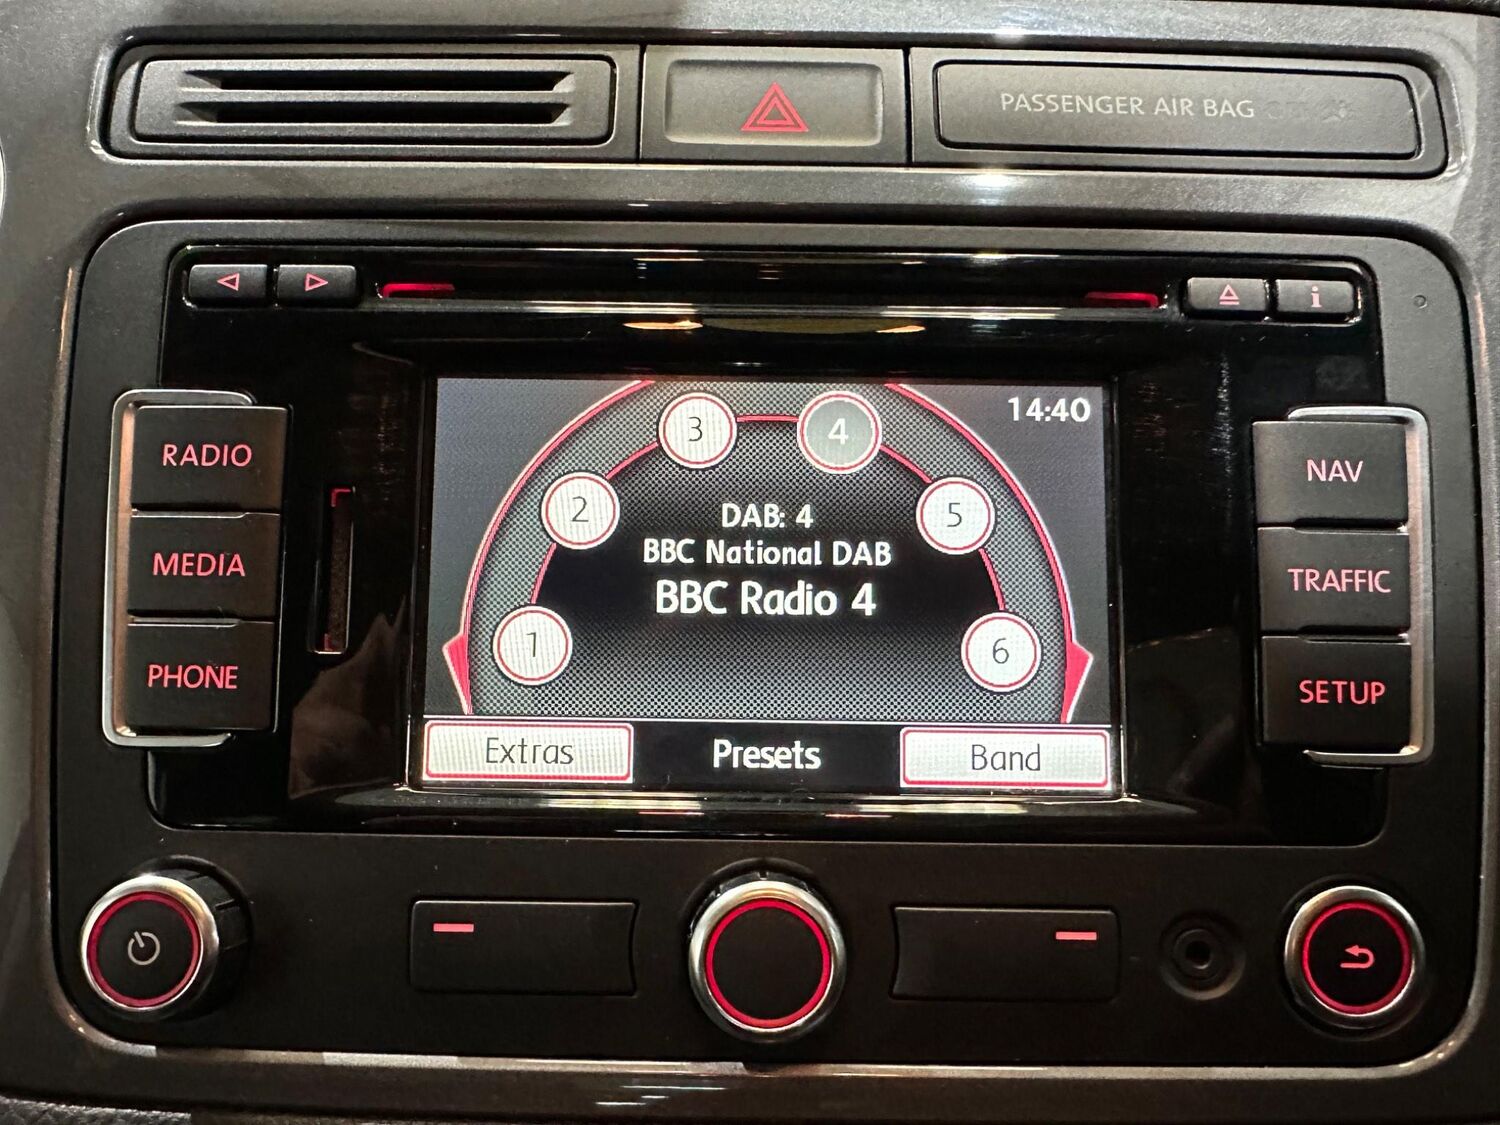 PASSENGER AIR BAG
RADIO
MEDIA
PHONE
14:40
3
4
2
5
1
6
DAB: 4
BBC National DAB
BBC Radio 4
Extras
Presets
Band
NAV
TRAFFIC
SETUP
i